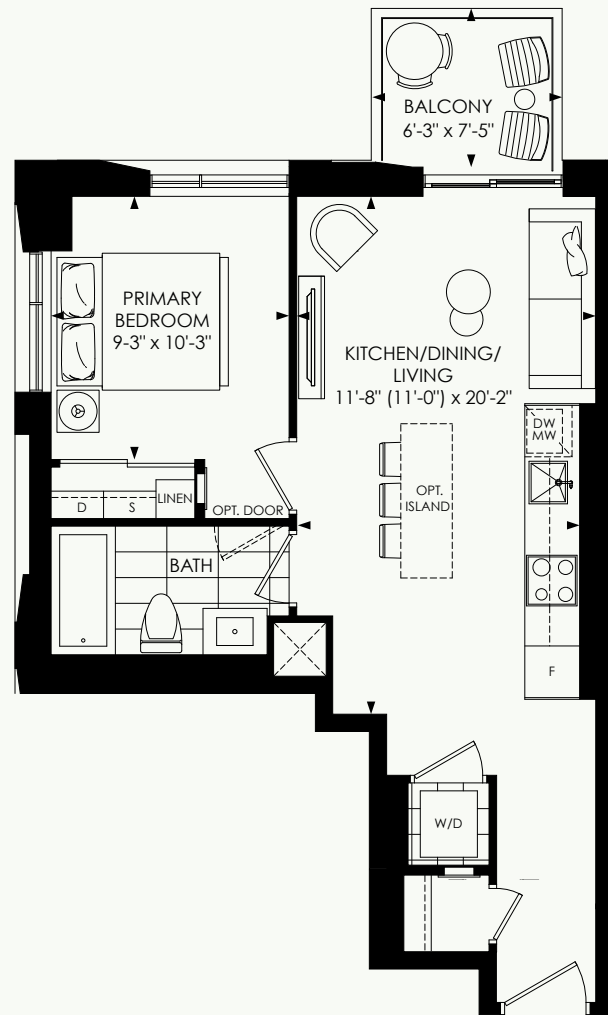 BALCONY
6'-3" x 7'-5"
PRIMARY
BEDROOM
9'-3" x 10'-3"
KITCHEN/DINING/
LIVING
11'-8" (11'-0") x 20'-2"
DW
MW
D
S
LINEN
OPT. DOOR
OPT.
ISLAND
BATH
F
W/D